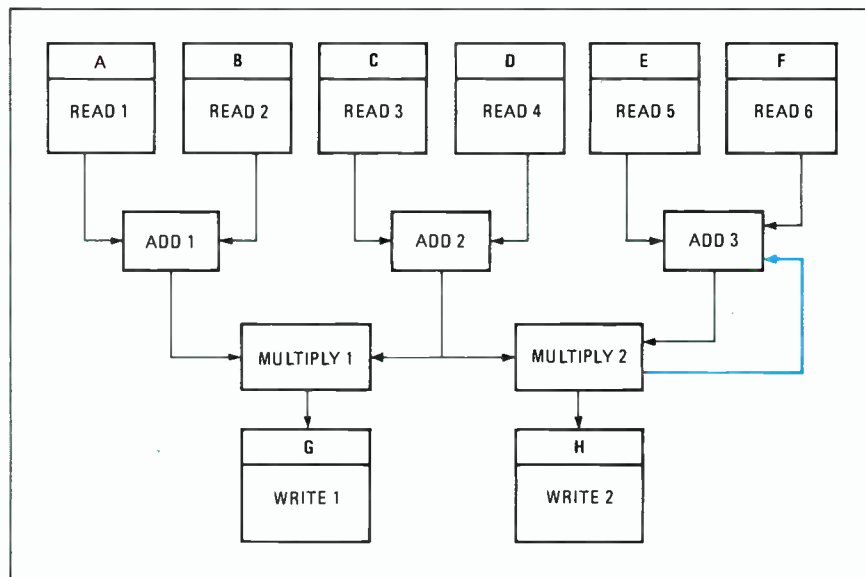 A
B
C
D
E
F
READ 1
READ 2
READ 3
READ 4
READ 5
READ 6
ADD 1
ADD 2
ADD 3
MULTIPLY 1
MULTIPLY 2
G
H
WRITE 1
WRITE 2